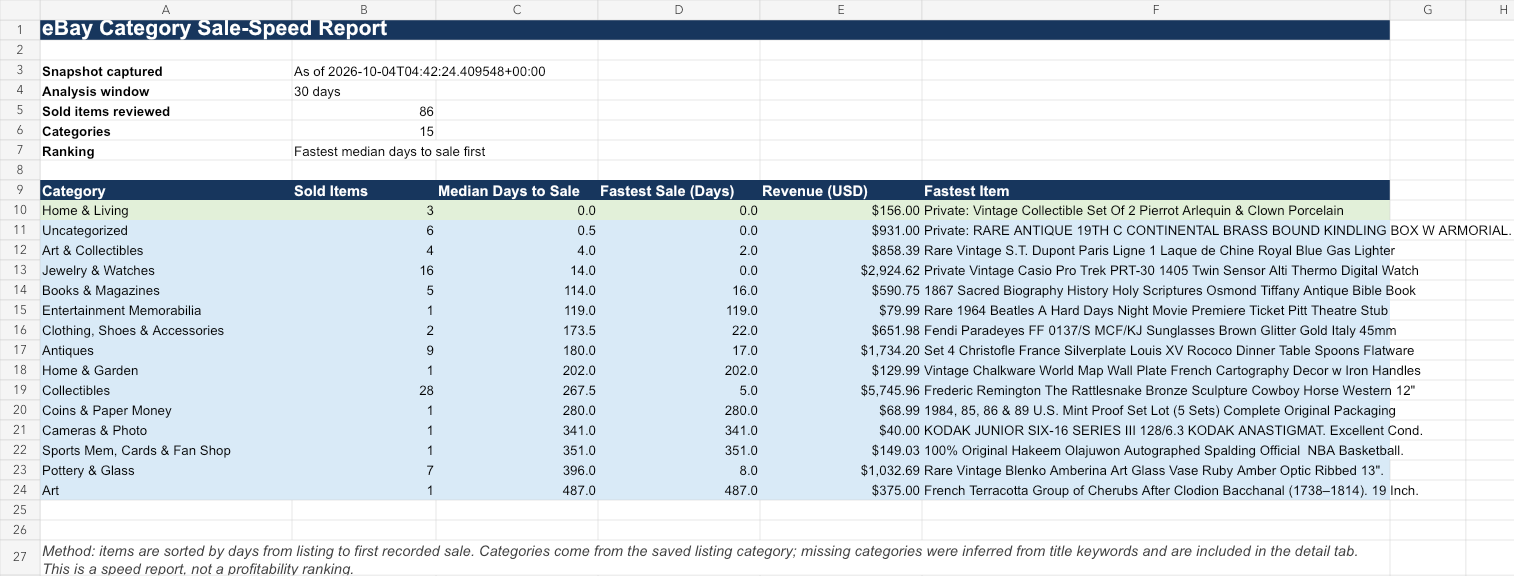 A B C D E F G H
1 eBay Category Sale-Speed Report
2
3 Snapshot captured As of 2026-10-04T04:42:24.409548+00:00
4 Analysis window 30 days
5 Sold items reviewed 86
6 Categories 15
7 Ranking Fastest median days to sale first
8
9 Category Sold Items Median Days to Sale Fastest Sale (Days) Revenue (USD) Fastest Item
10 Home & Living 3 0.0 0.0 $156.00 Private: Vintage Collectible Set Of 2 Pierrot Arlequin & Clown Porcelain
11 Uncategorized 6 0.5 0.0 $931.00 Private: RARE ANTIQUE 19TH C CONTINENTAL BRASS BOUND KINDLING BOX W ARMORIAL.
12 Art & Collectibles 4 4.0 2.0 $858.39 Rare Vintage S.T. Dupont Paris Ligne 1 Laque de Chine Royal Blue Gas Lighter
13 Jewelry & Watches 16 14.0 0.0 $2,924.62 Private Vintage Casio Pro Trek PRT-30 1405 Twin Sensor Alti Thermo Digital Watch
14 Books & Magazines 5 114.0 16.0 $590.75 1867 Sacred Biography History Holy Scriptures Osmond Tiffany Antique Bible Book
15 Entertainment Memorabilia 1 119.0 119.0 $79.99 Rare 1964 Beatles A Hard Days Night Movie Premiere Ticket Pitt Theatre Stub
16 Clothing, Shoes & Accessories 2 173.5 22.0 $651.98 Fendi Paradeyes FF 0137/S MCF/KJ Sunglasses Brown Glitter Gold Italy 45mm
17 Antiques 9 180.0 17.0 $1,734.20 Set 4 Christofle France Silverplate Louis XV Rococo Dinner Table Spoons Flatware
18 Home & Garden 1 202.0 202.0 $129.99 Vintage Chalkware World Map Wall Plate French Cartography Decor w Iron Handles
19 Collectibles 28 267.5 5.0 $5,745.96 Frederic Remington The Rattlesnake Bronze Sculpture Cowboy Horse Western 12"
20 Coins & Paper Money 1 280.0 280.0 $68.99 1984, 85, 86 & 89 U.S. Mint Proof Set Lot (5 Sets) Complete Original Packaging
21 Cameras & Photo 1 341.0 341.0 $40.00 KODAK JUNIOR SIX-16 SERIES III 128/6.3 KODAK ANASTIGMAT. Excellent Cond.
22 Sports Mem, Cards & Fan Shop 1 351.0 351.0 $149.03 100% Original Hakeem Olajuwon Autographed Spalding Official  NBA Basketball.
23 Pottery & Glass 7 396.0 8.0 $1,032.69 Rare Vintage Blenko Amberina Art Glass Vase Ruby Amber Optic Ribbed 13".
24 Art 1 487.0 487.0 $375.00 French Terracotta Group of Cherubs After Clodion Bacchanal (1738–1814). 19 Inch.
25
26
27 Method: items are sorted by days from listing to first recorded sale. Categories come from the saved listing category; missing categories were inferred from title keywords and are included in the detail tab.
This is a speed report, not a profitability ranking.